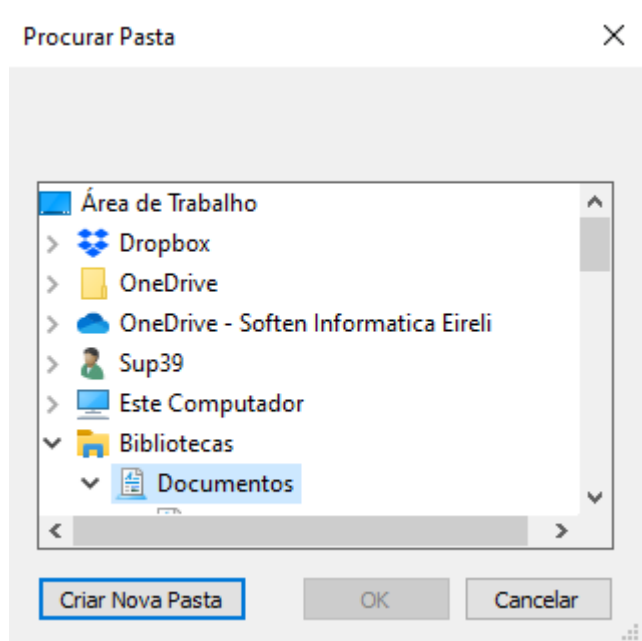 Procurar Pasta
Área de Trabalho
Dropbox
OneDrive
OneDrive - Soften Informatica Eireli
Sup39
Este Computador
Bibliotecas
Documentos
Criar Nova Pasta OK Cancelar